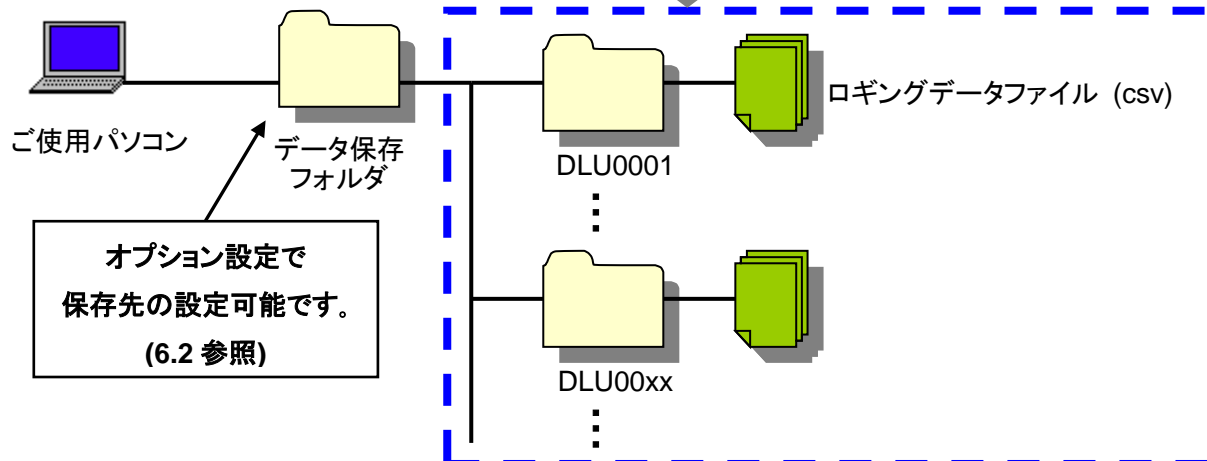 ロギングデータファイル (csv)
ご使用パソコン
データ保存
フォルダ
DLU0001
オプション設定で
保存先の設定可能です。
(6.2 参照)
DLU00xx